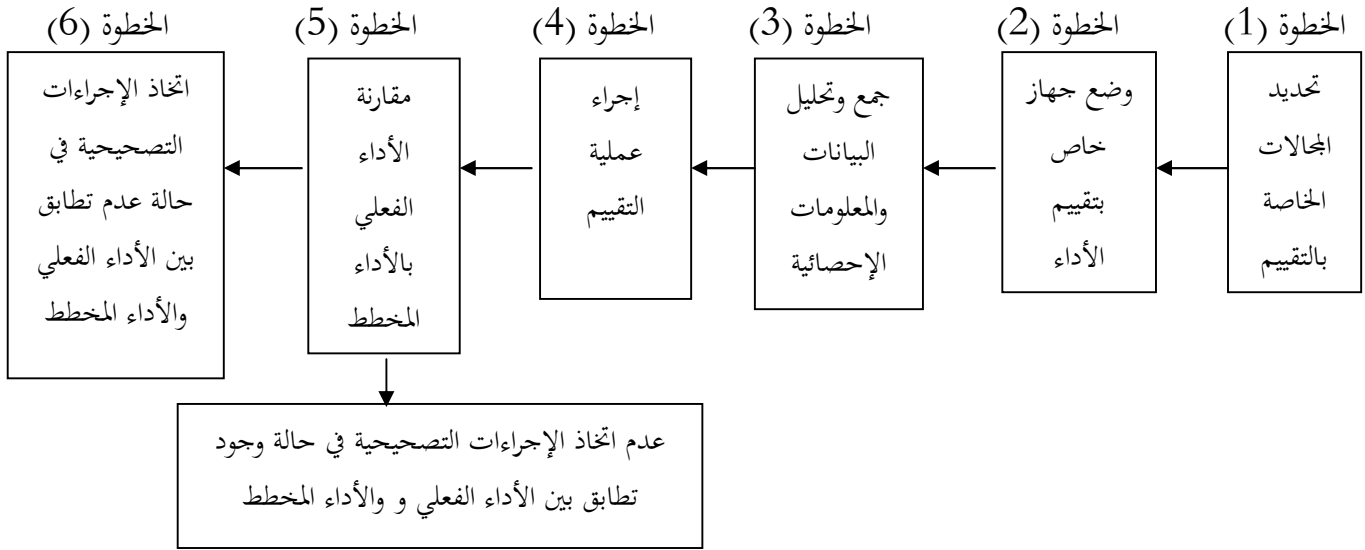 الخطوة (1)
تحديد
المجالات
الخاصة
بالتقييم
الخطوة (2)
وضع جهاز
خاص
بتقييم
الأداء
الخطوة (3)
جمع وتحليل
البيانات
والمعلومات
الإحصائية
الخطوة (4)
إجراء
عملية
التقييم
الخطوة (5)
مقارنة
الأداء
الفعلي
بالأداء
المخطط
الخطوة (6)
اتخاذ الإجراءات
التصحيحية في
حالة عدم تطابق
بين الأداء الفعلي
والأداء المخطط
عدم اتخاذ الإجراءات التصحيحية في حالة وجود
تطابق بين الأداء الفعلي و والأداء المخطط